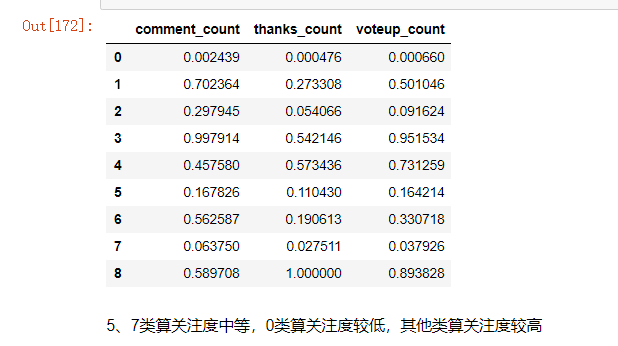 Out[172]:
comment_count thanks_count voteup_count
0 0.002439 0.000476 0.000660
1 0.702364 0.273308 0.501046
2 0.297945 0.054066 0.091624
3 0.997914 0.542146 0.951534
4 0.457580 0.573436 0.731259
5 0.167826 0.110430 0.164214
6 0.562587 0.190613 0.330718
7 0.063750 0.027511 0.037926
8 0.589708 1.000000 0.893828
5、7类算关注度中等，0类算关注度较低，其他类算关注度较高